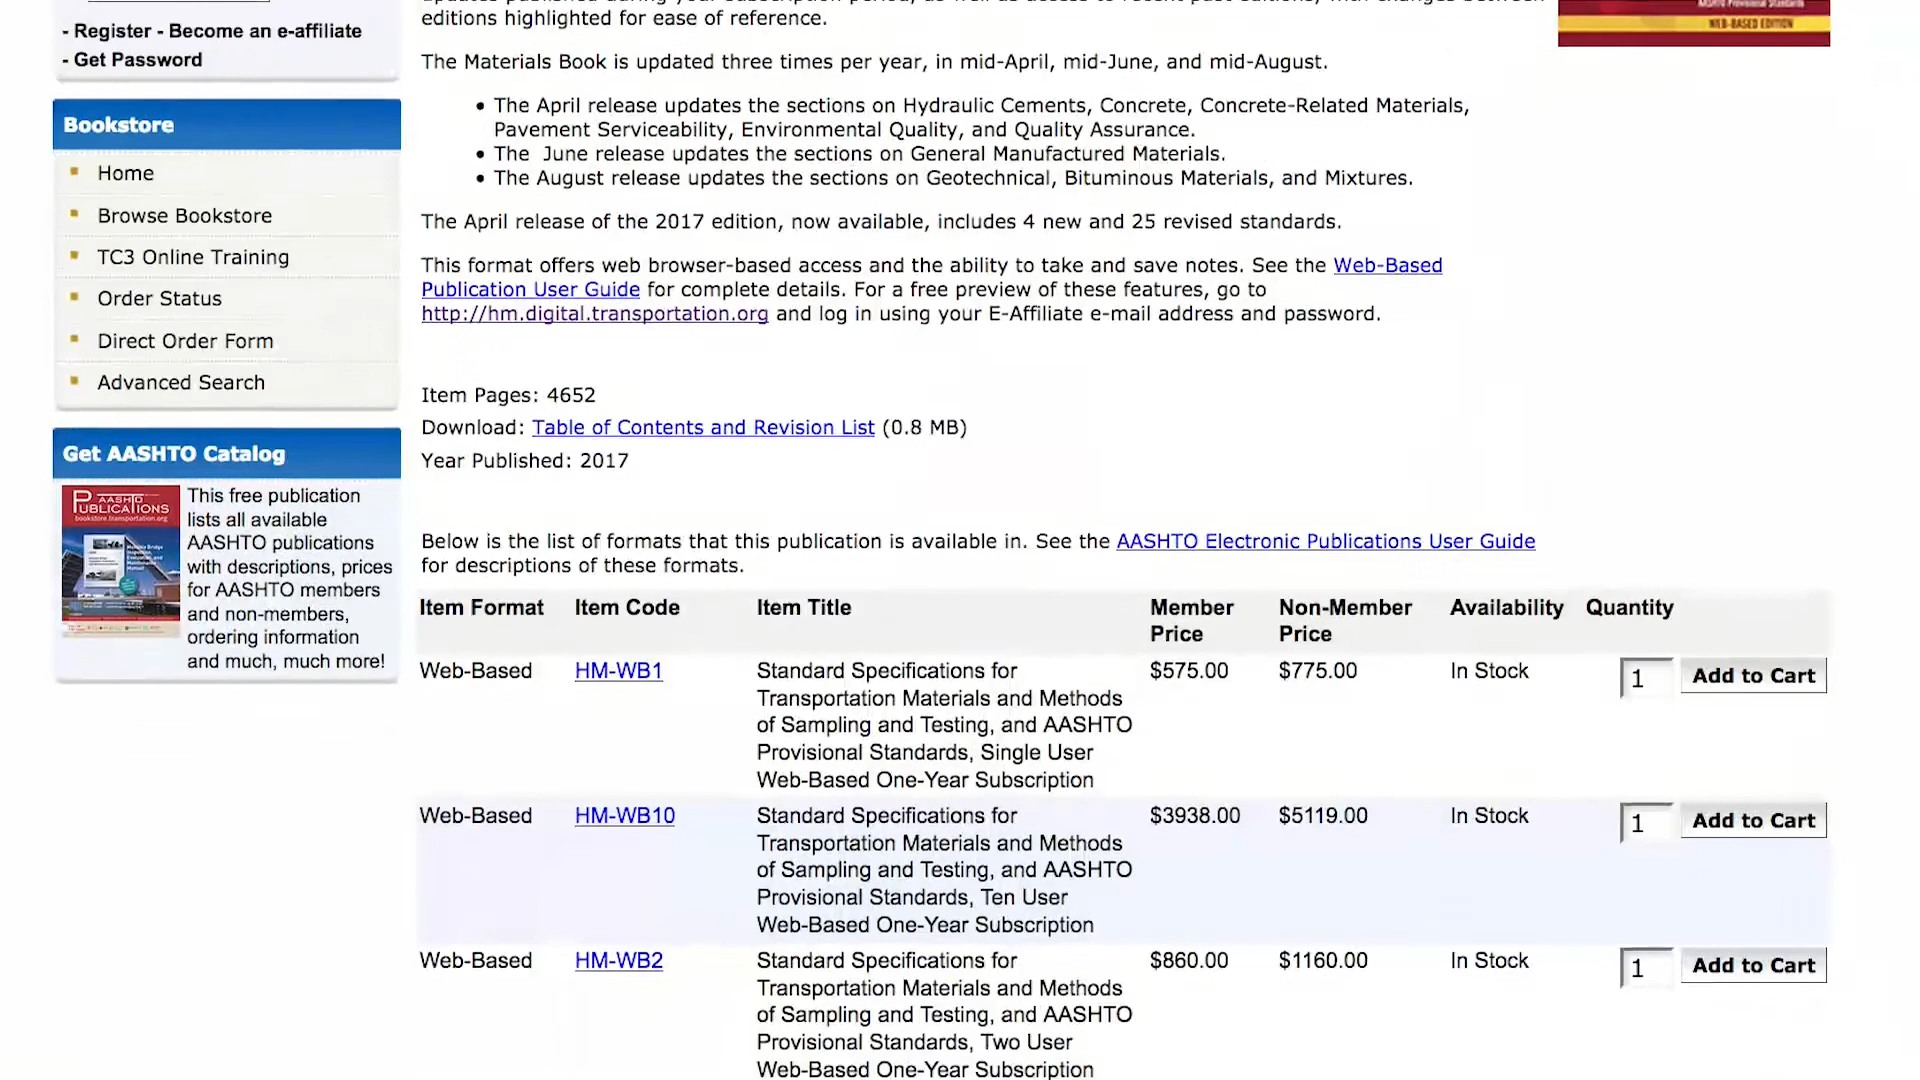 - Register - Become an e-affiliate
- Get Password
Bookstore
Home
Browse Bookstore
TC3 Online Training
Order Status
Direct Order Form
Advanced Search
Get AASHTO Catalog
AASHTO
PUBLICATIONS
bookstore.transportation.org
This free publication
lists all available
AASHTO publications
with descriptions, prices
for AASHTO members
and non-members,
ordering information
and much, much more!
editions highlighted for ease of reference.
The Materials Book is updated three times per year, in mid-April, mid-June, and mid-August.
• The April release updates the sections on Hydraulic Cements, Concrete, Concrete-Related Materials,
Pavement Serviceability, Environmental Quality, and Quality Assurance.
• The June release updates the sections on General Manufactured Materials.
• The August release updates the sections on Geotechnical, Bituminous Materials, and Mixtures.
The April release of the 2017 edition, now available, includes 4 new and 25 revised standards.
This format offers web browser-based access and the ability to take and save notes. See the Web-Based
Publication User Guide for complete details. For a free preview of these features, go to
http://hm.digital.transportation.org and log in using your E-Affiliate e-mail address and password.
Item Pages: 4652
Download: Table of Contents and Revision List (0.8 MB)
Year Published: 2017
Below is the list of formats that this publication is available in. See the AASHTO Electronic Publications User Guide
for descriptions of these formats.
Item Format Item Code Item Title Member Non-Member Availability Quantity
Price Price
Web-Based HM-WB1 Standard Specifications for $575.00 $775.00 In Stock 1 Add to Cart
Transportation Materials and Methods
of Sampling and Testing, and AASHTO
Provisional Standards, Single User
Web-Based One-Year Subscription
Web-Based HM-WB10 Standard Specifications for $3938.00 $5119.00 In Stock 1 Add to Cart
Transportation Materials and Methods
of Sampling and Testing, and AASHTO
Provisional Standards, Ten User
Web-Based One-Year Subscription
Web-Based HM-WB2 Standard Specifications for $860.00 $1160.00 In Stock 1 Add to Cart
Transportation Materials and Methods
of Sampling and Testing, and AASHTO
Provisional Standards, Two User
Web-Based One-Year Subscription
AASHTO Provisional Standards
WEB-BASED EDITION